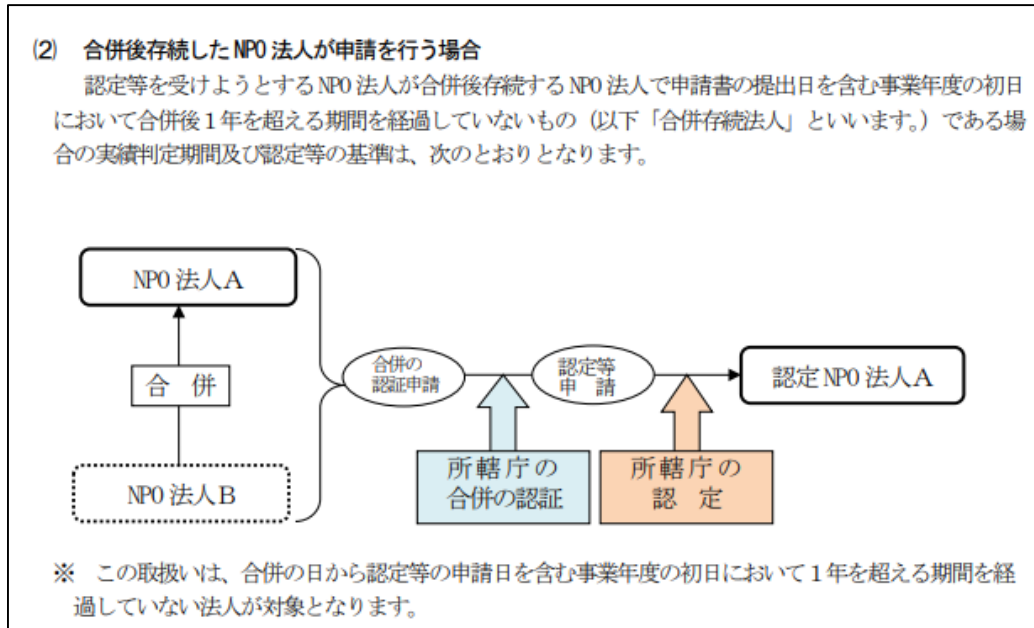 (2) 合併後存続したNPO法人が申請を行う場合
認定等を受けようとするNPO法人が合併後存続するNPO法人で申請書の提出日を含む事業年度の初日
において合併後1年を超える期間を経過していないもの(以下「合併存続法人」といいます。)である場
合の実績判定期間及び認定等の基準は、次のとおりとなります。
NPO法人A
合 併
NPO法人B
合併の
認証申請
認定等
申 請
認定NPO法人A
所轄庁の
合併の認証
所轄庁の
認 定
※ この取扱いは、合併の日から認定等の申請日を含む事業年度の初日において1年を超える期間を経
過していない法人が対象となります。